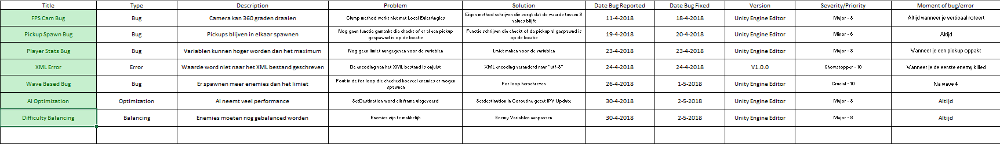 Title Type Description Problem Solution Date Bug Reported Date Bug Fixed Version Severity/Priority Moment of bug/error
FPS Cam Bug Bug Camera kan 360 graden draaien Clamp method werkt niet met Local EulerAngles Eigen method schrijven die zorgt dat de waarde tussen 2
values blijft 11-4-2018 18-4-2018 Unity Engine Editor Major - 8 Altijd wanneer je verticaal roteert
Pickup Spawn Bug Bug Pickups blijven in elkaar spawnen Nog geen functie gemaakt die checkt of er al een pickup
gespawnd is op de locatie Functie schrijven die checkt of de pickup al gespawnd is
op de locatie 19-4-2018 20-4-2018 Unity Engine Editor Minor - 6 Altijd
Player Stats Bug Bug Variablen kunnen hoger worden dan het maximum Nog geen limiet aangegeven voor de variablen Lmiet maken voor de variablen 23-4-2018 23-4-2018 Unity Engine Editor Major - 8 Wanneer je een pickup oppakt
XML Error Error Waarde word niet naar het XML bestand geschreven De encoding van het XML bestand is onjuist XML encoding veranderd naar "utf-8" 24-4-2018 24-4-2018 V1.0.0 Showstopper - 10 Wanneer je de eerste enemy killed
Wave Based Bug Bug Er spawnen meer enemies dan het limiet Fout in de for loop die checked hoeveel enemies er mogen
spawnen For loop herschreven 26-4-2018 1-5-2018 Unity Engine Editor Crucial - 10 Na wave 4
AI Optimization Optimization AI neemt veel performance SetDestination word elk frame uitgevoerd Setdestination in Coroutine gezet IPV Update 30-4-2018 2-5-2018 Unity Engine Editor Major - 8 Altijd
Difficulty Balancing Balancing Enemies moeten nog gebalanced worden Enemies zijn te makkelijk Enemy Variablen aanpassen 30-4-2018 2-5-2018 Unity Engine Editor Major - 8 Altijd